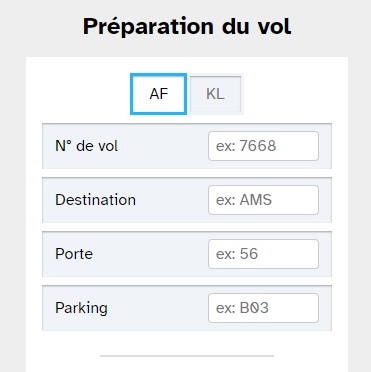 Préparation du vol
AF KL
N° de vol ex: 7668
Destination ex: AMS
Porte ex: 56
Parking ex: B03